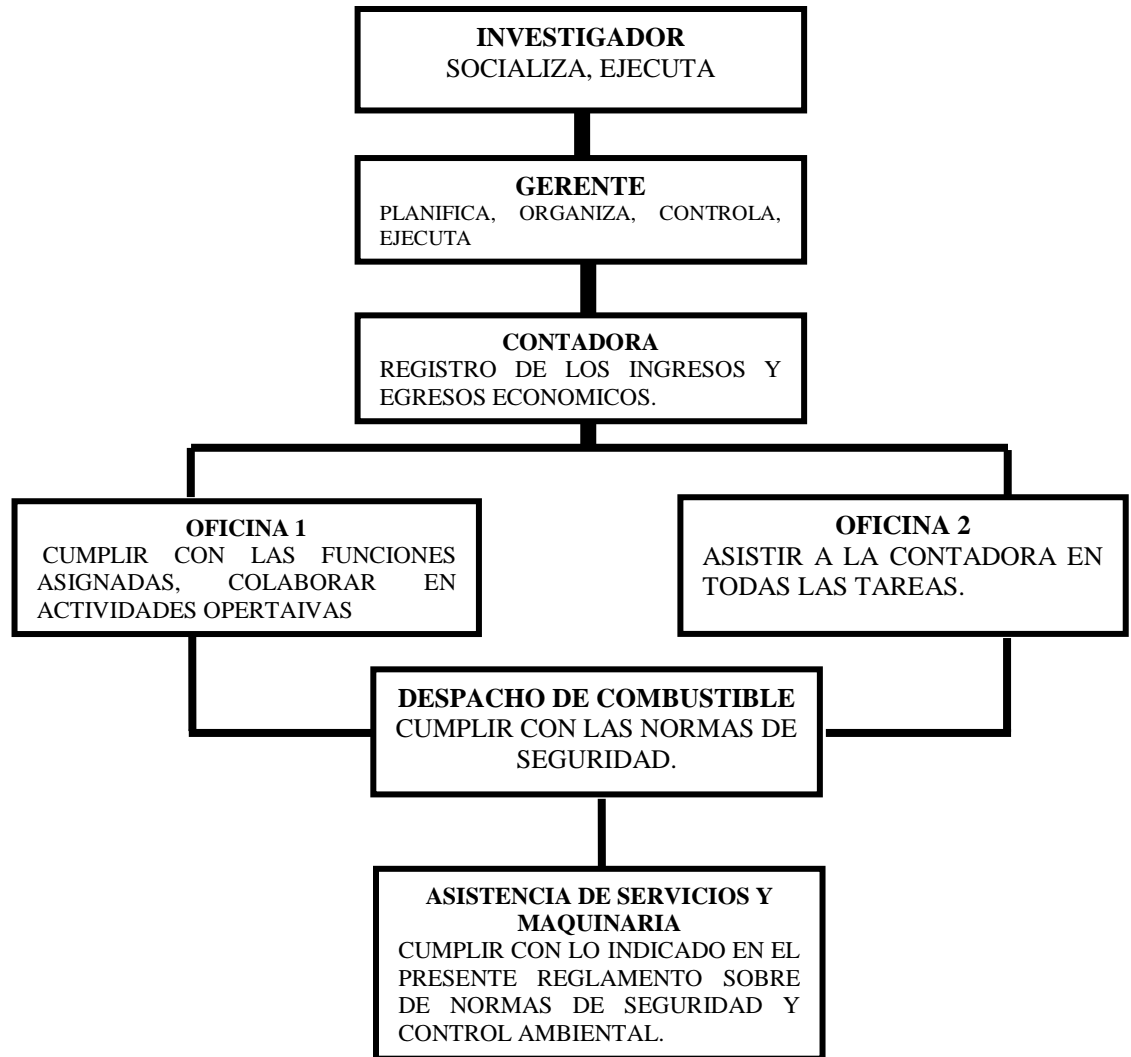 INVESTIGADOR
SOCIALIZA, EJECUTA
GERENTE
PLANIFICA, ORGANIZA, CONTROLA,
EJECUTA
CONTADORA
REGISTRO DE LOS INGRESOS Y
EGRESOS ECONOMICOS.
OFICINA 1
CUMPLIR CON LAS FUNCIONES
ASIGNADAS, COLABORAR EN
ACTIVIDADES OPERTAIVAS
OFICINA 2
ASISTIR A LA CONTADORA EN
TODAS LAS TAREAS.
DESPACHO DE COMBUSTIBLE
CUMPLIR CON LAS NORMAS DE
SEGURIDAD.
ASISTENCIA DE SERVICIOS Y
MAQUINARIA
CUMPLIR CON LO INDICADO EN EL
PRESENTE REGLAMENTO SOBRE
DE NORMAS DE SEGURIDAD Y
CONTROL AMBIENTAL.